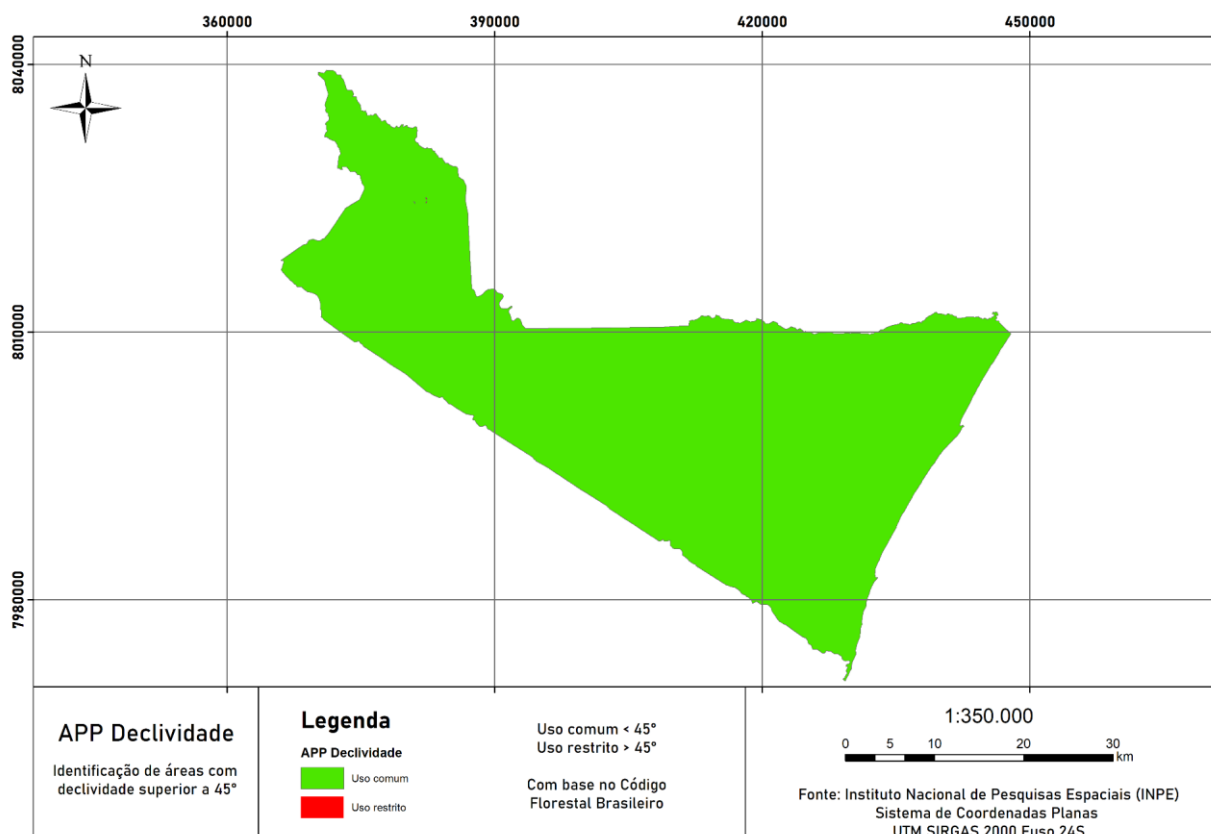 360000
390000
420000
450000
8040000
N
8010000
7980000
APP Declividade
Identificação de áreas com
declividade superior a 45°
Legenda
APP Declividade
Uso comum
Uso restrito
Uso comum < 45°
Uso restrito > 45°
Com base no Código
Florestal Brasileiro
1:350.000
0 5 10 20 30
km
Fonte: Instituto Nacional de Pesquisas Espaciais (INPE)
Sistema de Coordenadas Planas
UTM SIRGAS 2000 Fuso 24S